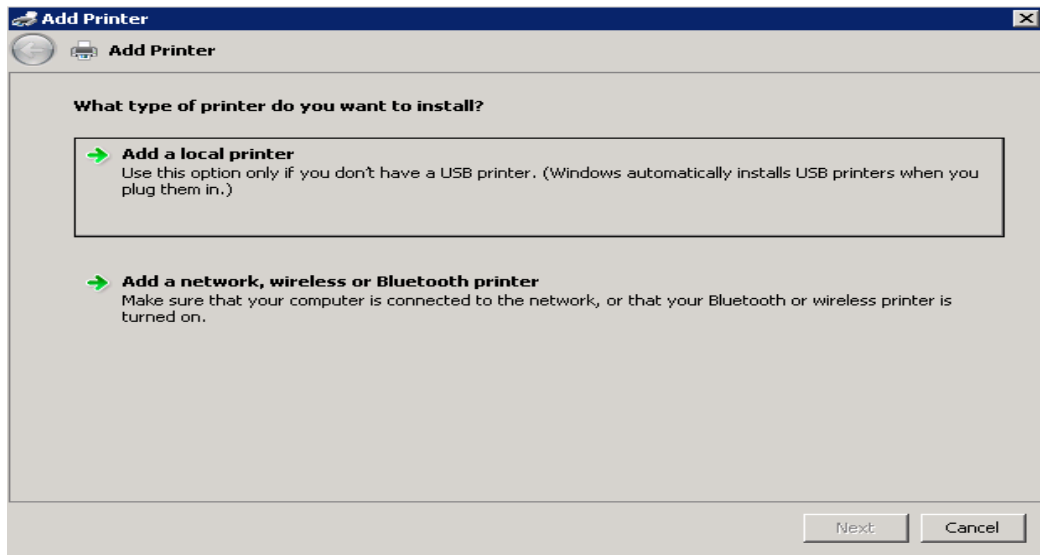 Add Printer
Add Printer
What type of printer do you want to install?
Add a local printer
Use this option only if you don't have a USB printer. (Windows automatically installs USB printers when you
plug them in.)
Add a network, wireless or Bluetooth printer
Make sure that your computer is connected to the network, or that your Bluetooth or wireless printer is
turned on.
Next
Cancel